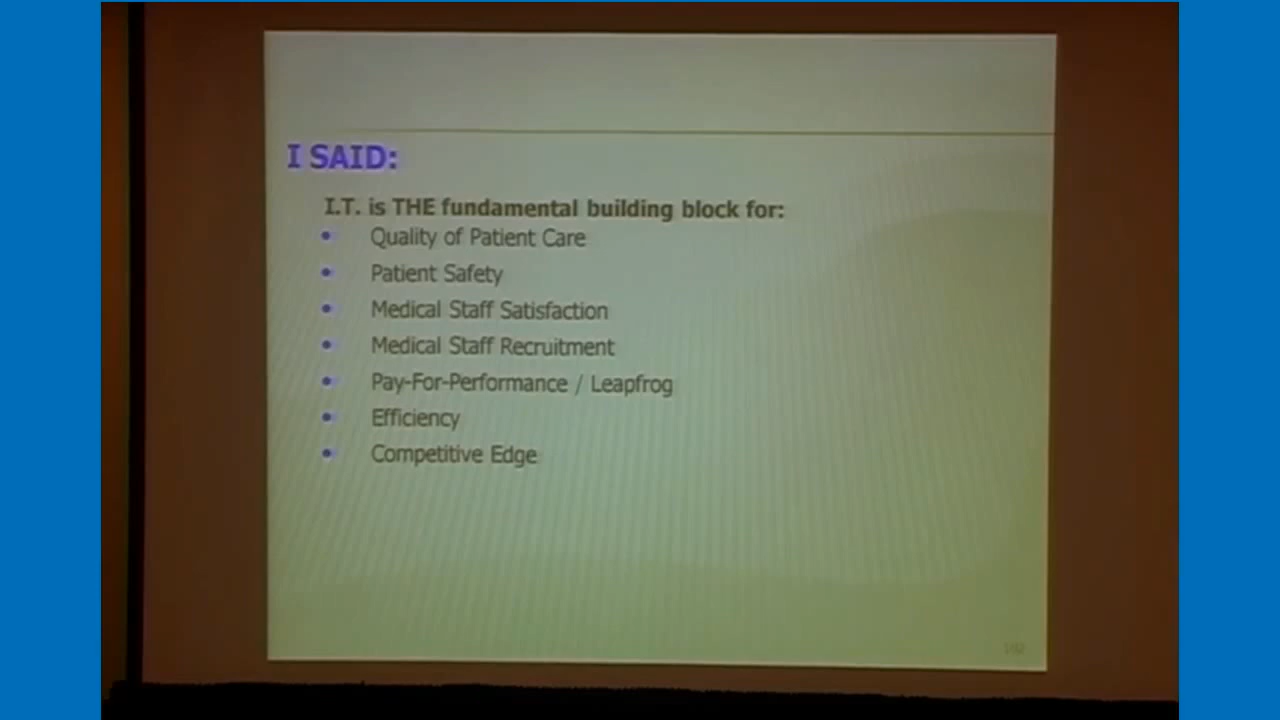 I SAID:
I.T. is THE fundamental building block for:
Quality of Patient Care
Patient Safety
Medical Staff Satisfaction
Medical Staff Recruitment
Pay-For-Performance / Leapfrog
Efficiency
Competitive Edge